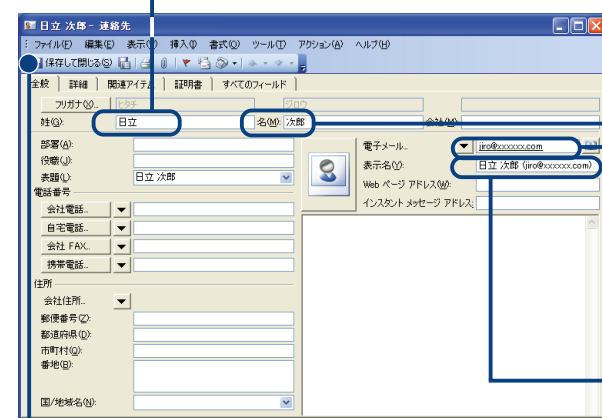 日立 次郎 - 連絡先
ファイル(F) 編集(E) 表示 挿入(I) 書式(O) ツール(T) アクション(A) ヘルプ(H)
保存して閉じる(S)
全般 詳細 関連アイテム 証明書 すべてのフィールド
フリガナ(X)... ヒタチ ジロウ
姓(G): 日立 名(M): 次郎 会社(M):
部署(A):
役職(J):
表題(L): 日立 次郎
電子メール... jiro@xxxxxx.com
表示名(Y): 日立 次郎 (jiro@xxxxxx.com)
Web ページ アドレス(W):
インスタント メッセージ アドレス:
電話番号
会社電話...
自宅電話...
会社 FAX...
携帯電話...
住所
会社住所...
郵便番号(Z):
都道府県(D):
市町村(Q):
番地(B):
国/地域名(N):